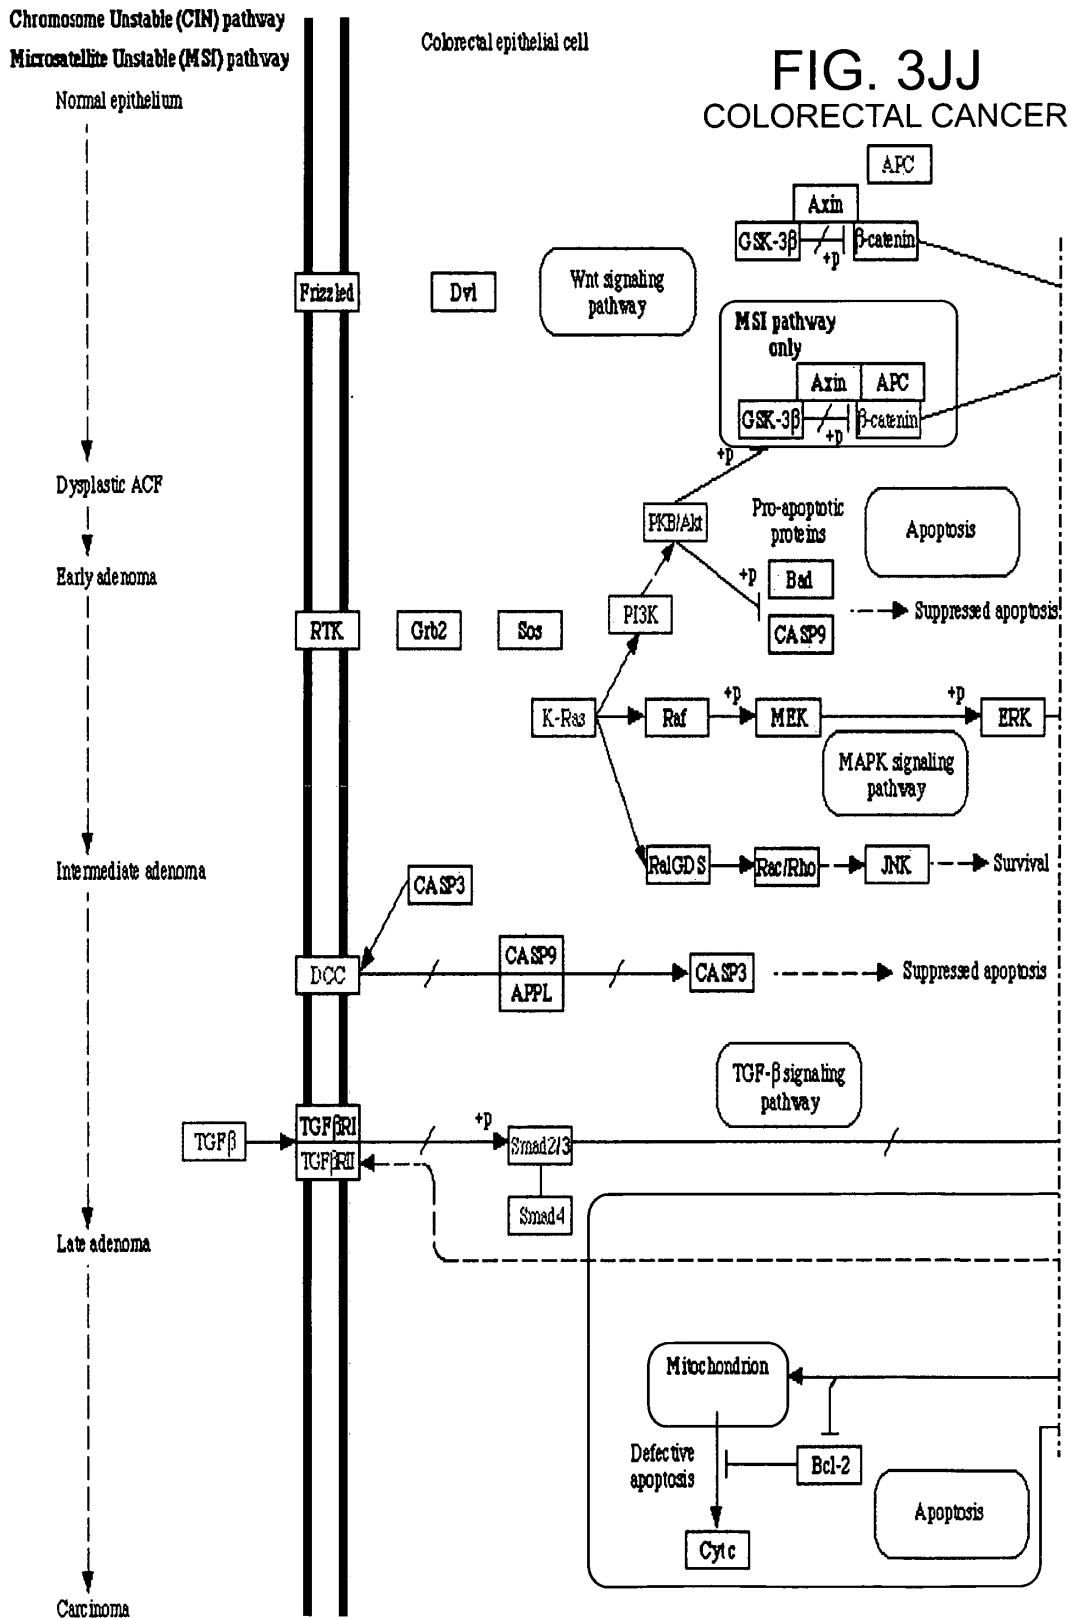 Chromosome Unstable (CIN) pathway
Microsatellite Unstable (MSI) pathway
Colorectal epithelial cell
FIG. 3JJ
COLORECTAL CANCER
Normal epithelium
APC
Axin
GSK-3β
+p
β-catenin
Frizzled
Dvl
Wnt signaling
pathway
MSI pathway
only
Axin
APC
GSK-3β
+p
β-catenin
+p
Dysplastic ACF
PKB/Akt
Pro-apoptotic
proteins
Apoptosis
Early adenoma
+p
Bad
PI3K
Suppressed apoptosis
RTK
Grb2
Sos
CASP9
K-Ras
Raf
+p
MEK
+p
ERK
MAPK signaling
pathway
Intermediate adenoma
RalGDS
Rac/Rho
JNK
Survival
CASP3
DCC
CASP9
APPL
CASP3
Suppressed apoptosis
TGF-β signaling
pathway
TGFβ
TGFβRI
TGFβRII
+p
Smad2/3
Smad4
Late adenoma
Mitochondrion
Defective
apoptosis
Bcl-2
Apoptosis
Cytc
Carcinoma